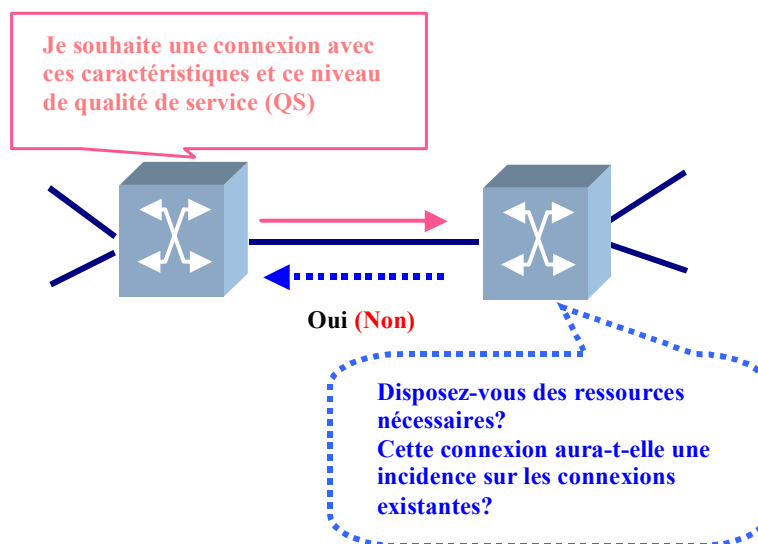 Je souhaite une connexion avec
ces caractéristiques et ce niveau
de qualité de service (QS)
Oui (Non)
Disposez-vous des ressources
nécessaires?
Cette connexion aura-t-elle une
incidence sur les connexions
existantes?